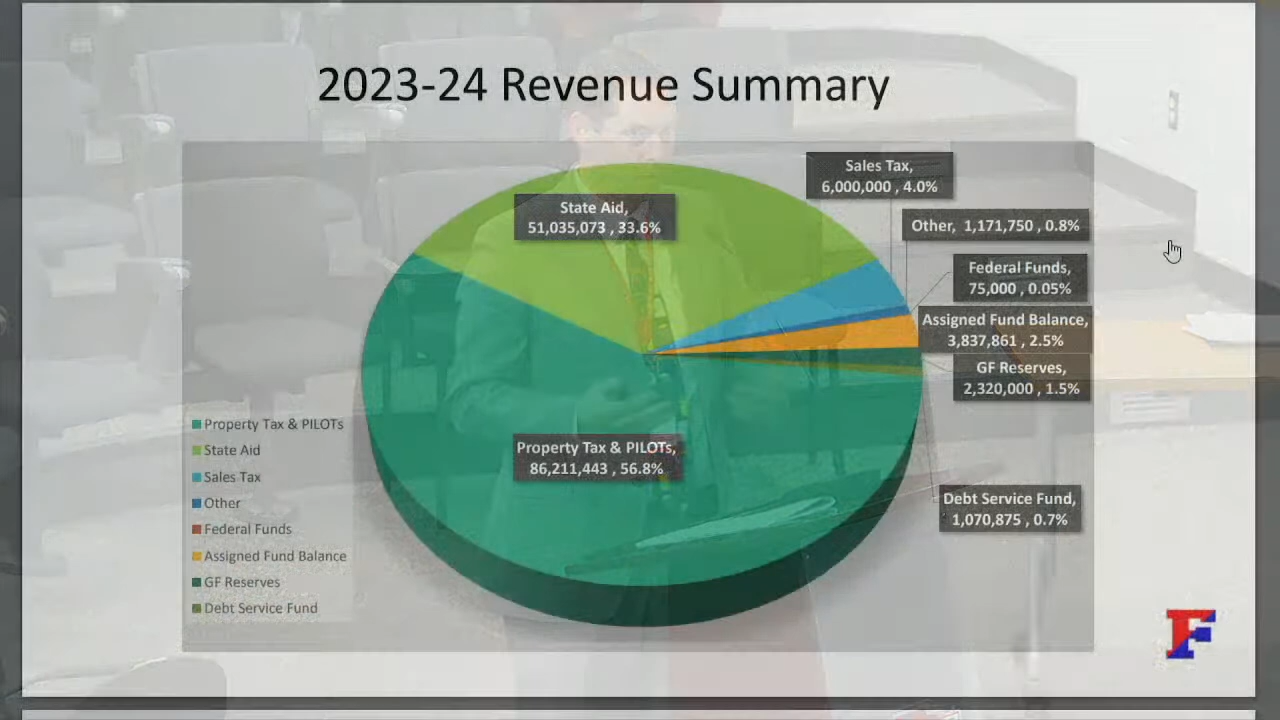 2023-24 Revenue Summary
State Aid,
51,035,073 , 33.6%
Sales Tax,
6,000,000 , 4.0%
Other, 1,171,750 , 0.8%
Federal Funds,
75,000 , 0.05%
Assigned Fund Balance,
3,837,861 , 2.5%
GF Reserves,
2,320,000 , 1.5%
Property Tax & PILOTs,
86,211,443 , 56.8%
Debt Service Fund,
1,070,875 , 0.7%
Property Tax & PILOTs
State Aid
Sales Tax
Other
Federal Funds
Assigned Fund Balance
GF Reserves
Debt Service Fund
F